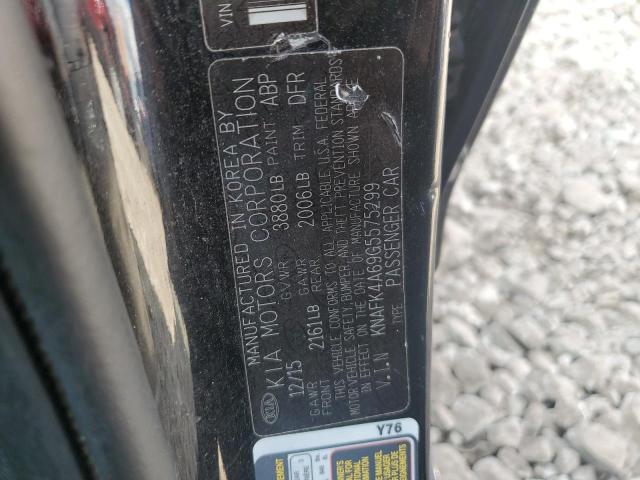 VIN
MANUFACTURED IN KOREA BY
KIA KIA MOTORS CORPORATION
12/15 GVWR 3880LB PAINT ABP
GAWR FRONT 2161LB GAWR REAR 2006LB TRIM DFR
THIS VEHICLE CONFORMS TO ALL APPLICABLE U.S.A. FEDERAL
MOTOR VEHICLE SAFETY, BUMPER, AND THEFT PREVENTION STANDARDS
IN EFFECT ON THE DATE OF MANUFACTURE SHOWN ABOVE
V.I.N KNAFK4A69G5575299
TYPE PASSENGER CAR
Y76